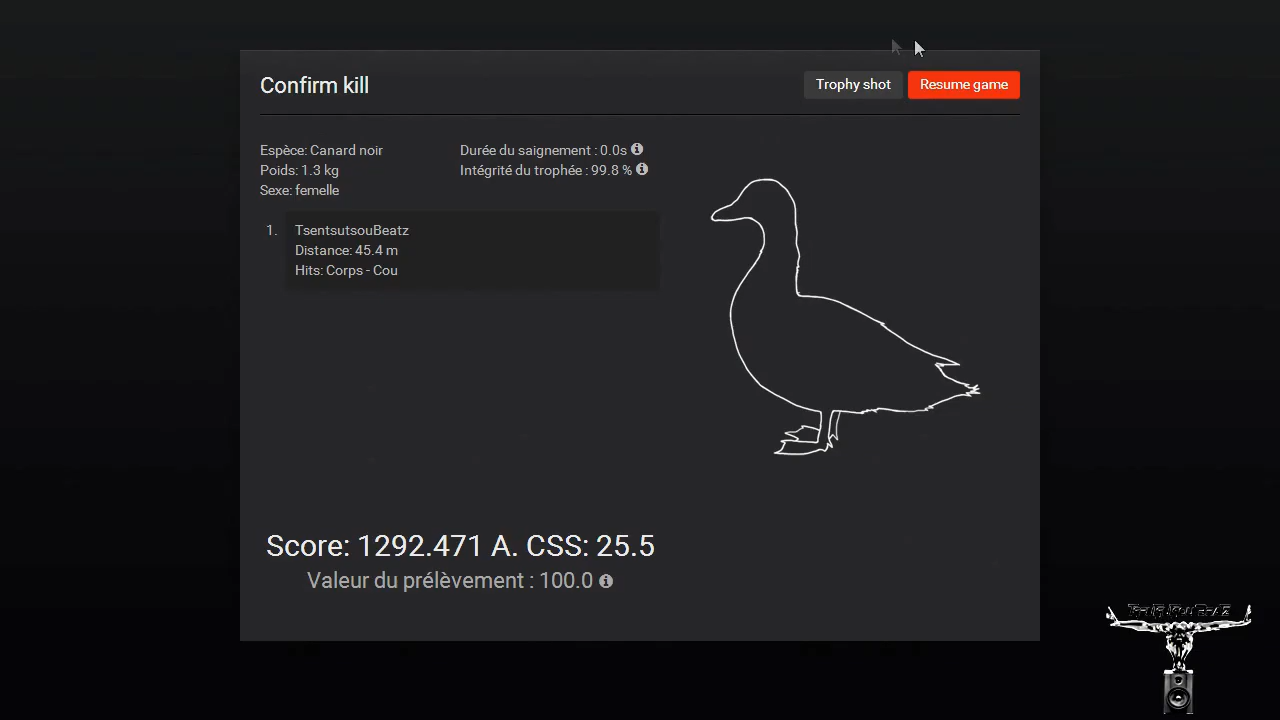 Confirm kill
Trophy shot
Resume game
Espèce: Canard noir
Poids: 1.3 kg
Sexe: femelle
Durée du saignement : 0.0s
Intégrité du trophée : 99.8 %
1.
TsentsutsouBeatz
Distance: 45.4 m
Hits: Corps - Cou
Score: 1292.471 A. CSS: 25.5
Valeur du prélèvement : 100.0